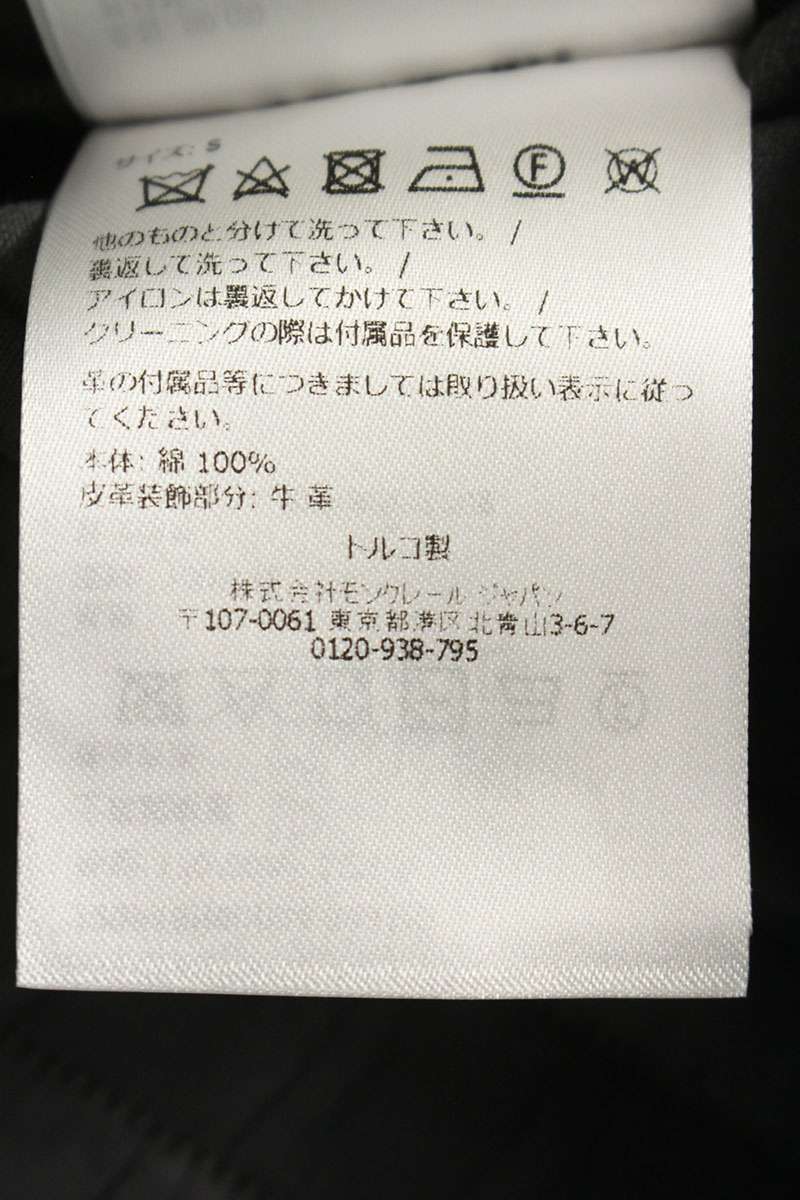 サイズ: S
F
W
他のものと分けて洗って下さい。 /
裏返して洗って下さい。 /
アイロンは裏返してかけて下さい。 /
クリーニングの際は付属品を保護して下さい。
革の付属品等につきましては取り扱い表示に従っ
てください。
本体: 綿 100%
皮革装飾部分: 牛 革
トルコ製
株式会社モンクレール ジャパン
〒107-0061 東京都港区北青山3-6-7
0120-938-795